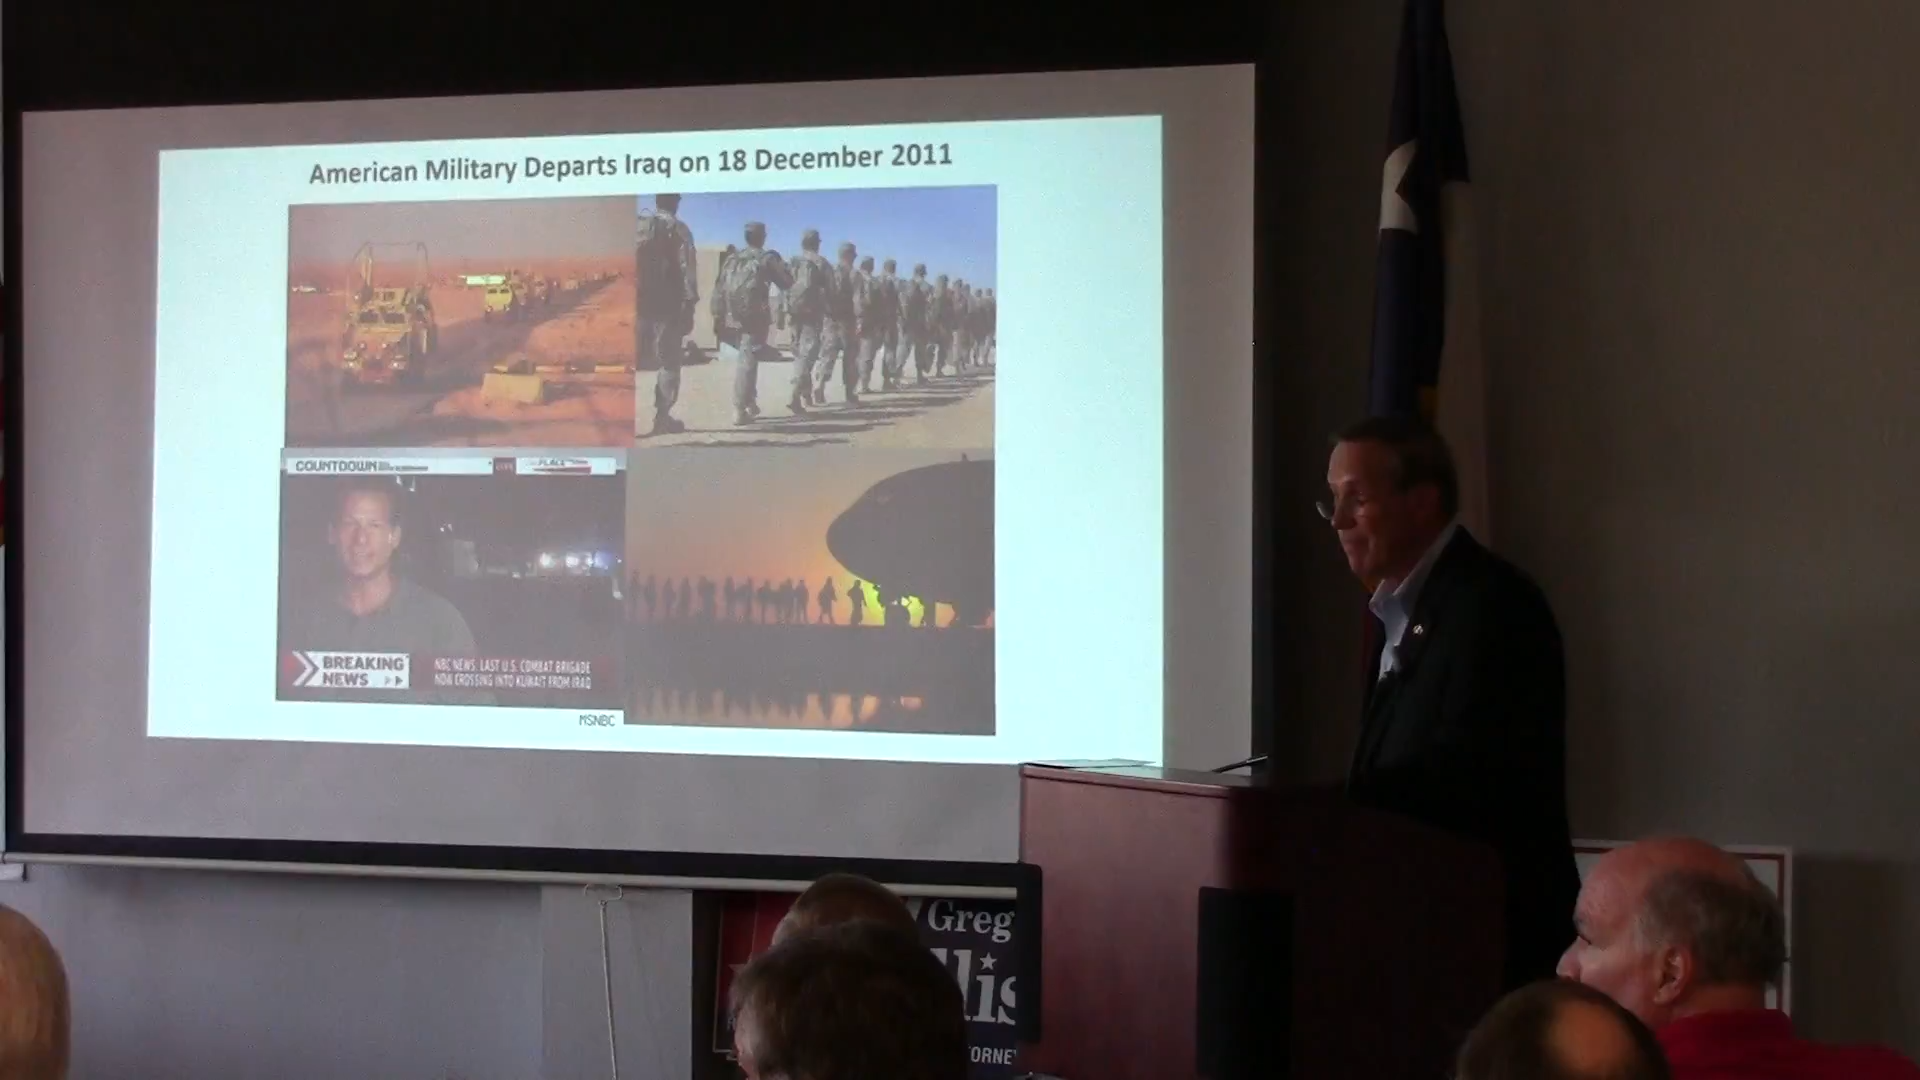 American Military Departs Iraq on 18 December 2011
COUNTDOWN
BREAKING
NEWS
NBC NEWS: LAST U.S. COMBAT BRIGADE
NOW CROSSING INTO KUWAIT FROM IRAQ
MSNBC
Greg
llis
ORNEY